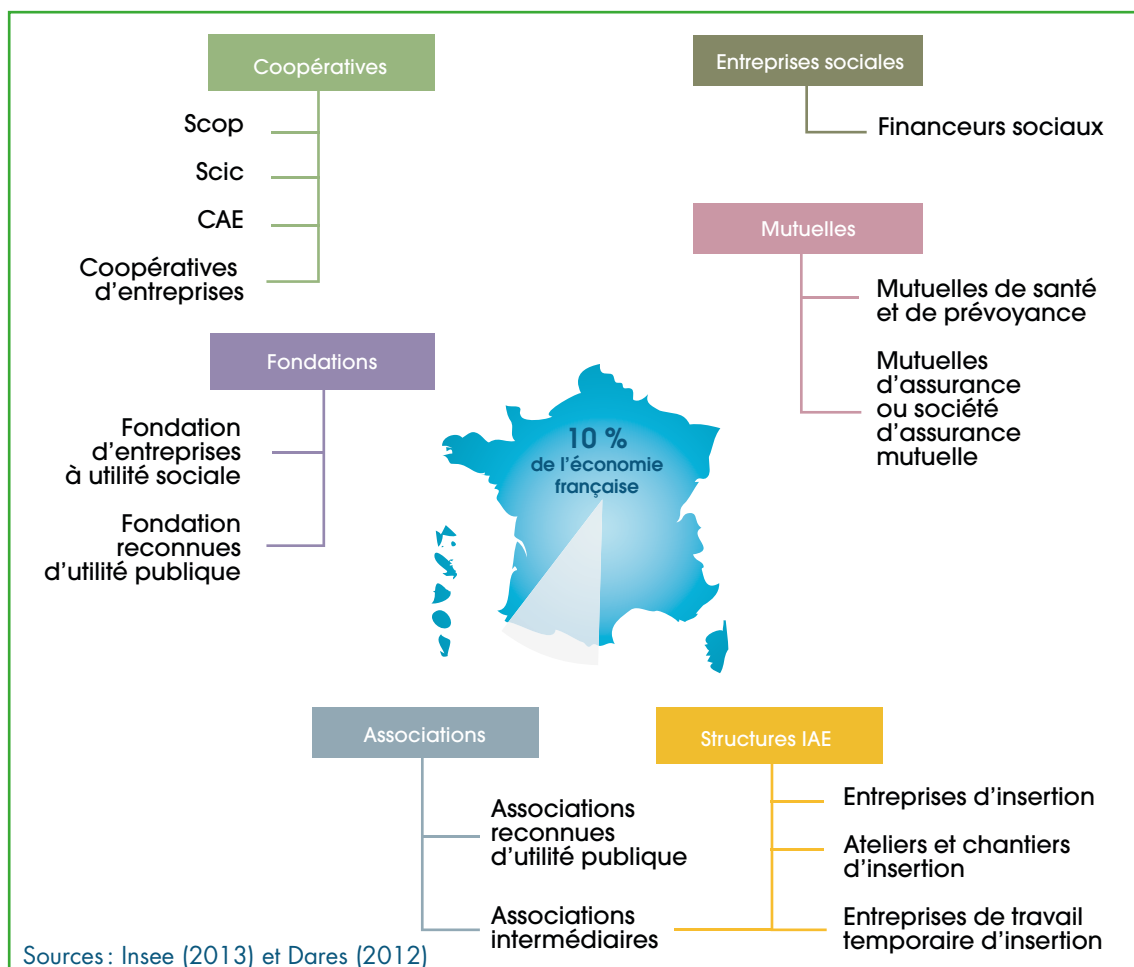 Coopératives
Scop
Scic
CAE
Coopératives
d'entreprises
Entreprises sociales
Financeurs sociaux
Mutuelles
Mutuelles de santé
et de prévoyance
Mutuelles
d'assurance
ou société
d'assurance
mutuelle
Fondations
Fondation
d'entreprises
à utilité sociale
Fondation
reconnues
d'utilité publique
10 %
de l'économie
française
Associations
Associations
reconnues
d'utilité publique
Associations
intermédiaires
Structures IAE
Entreprises d'insertion
Ateliers et chantiers
d'insertion
Entreprises de travail
temporaire d'insertion
Sources : Insee (2013) et Dares (2012)